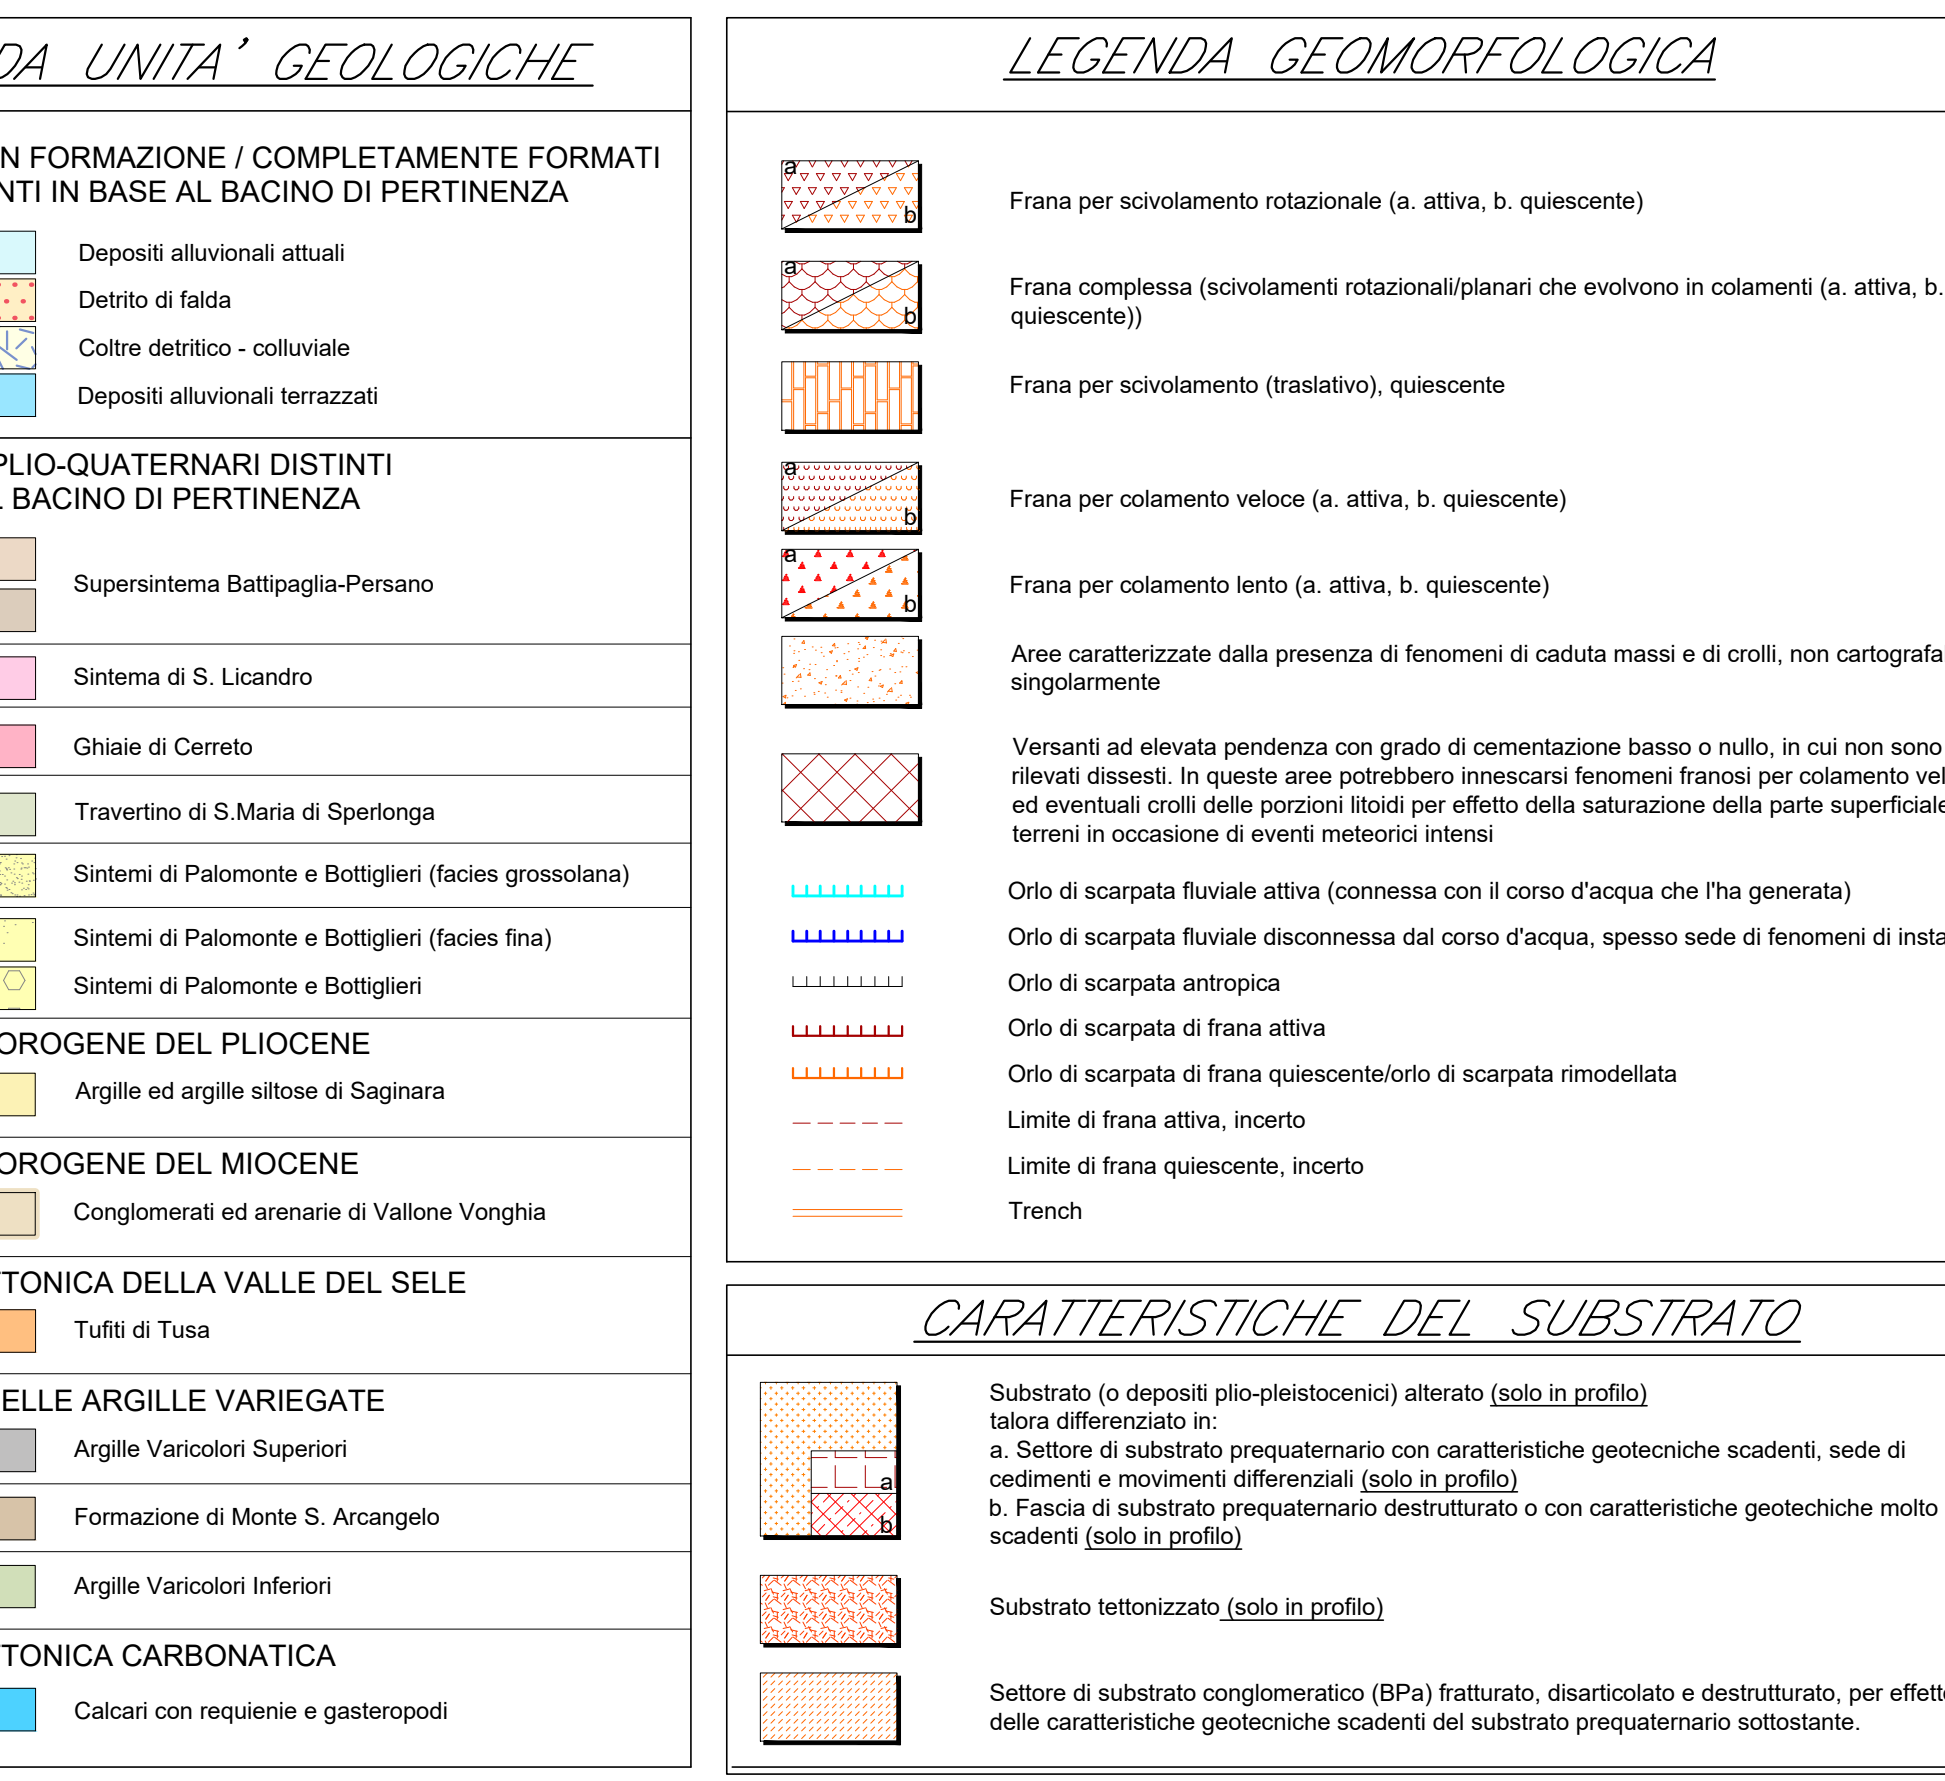 DA UNITA' GEOLOGICHE
N FORMAZIONE / COMPLETAMENTE FORMATI
NTI IN BASE AL BACINO DI PERTINENZA
Depositi alluvionali attuali
Detrito di falda
Coltre detritico - colluviale
Depositi alluvionali terrazzati
PLIO-QUATERNARI DISTINTI
L BACINO DI PERTINENZA
Supersintema Battipaglia-Persano
Sintema di S. Licandro
Ghiaie di Cerreto
Travertino di S.Maria di Sperlonga
Sintemi di Palomonte e Bottiglieri (facies grossolana)
Sintemi di Palomonte e Bottiglieri (facies fina)
Sintemi di Palomonte e Bottiglieri
OROGENE DEL PLIOCENE
Argille ed argille siltose di Saginara
OROGENE DEL MIOCENE
Conglomerati ed arenarie di Vallone Vonghia
TTONICA DELLA VALLE DEL SELE
Tufiti di Tusa
ELLE ARGILLE VARIEGATE
Argille Varicolori Superiori
Formazione di Monte S. Arcangelo
Argille Varicolori Inferiori
TTONICA CARBONATICA
Calcari con requienie e gasteropodi
LEGENDA GEOMORFOLOGICA
a
b
Frana per scivolamento rotazionale (a. attiva, b. quiescente)
a
b
Frana complessa (scivolamenti rotazionali/planari che evolvono in colamenti (a. attiva, b.
quiescente))
Frana per scivolamento (traslativo), quiescente
a
b
Frana per colamento veloce (a. attiva, b. quiescente)
a
b
Frana per colamento lento (a. attiva, b. quiescente)
Aree caratterizzate dalla presenza di fenomeni di caduta massi e di crolli, non cartografa
singolarmente
Versanti ad elevata pendenza con grado di cementazione basso o nullo, in cui non sono
rilevati dissesti. In queste aree potrebbero innescarsi fenomeni franosi per colamento vel
ed eventuali crolli delle porzioni litoidi per effetto della saturazione della parte superficiale
terreni in occasione di eventi meteorici intensi
Orlo di scarpata fluviale attiva (connessa con il corso d'acqua che l'ha generata)
Orlo di scarpata fluviale disconnessa dal corso d'acqua, spesso sede di fenomeni di insta
Orlo di scarpata antropica
Orlo di scarpata di frana attiva
Orlo di scarpata di frana quiescente/orlo di scarpata rimodellata
Limite di frana attiva, incerto
Limite di frana quiescente, incerto
Trench
CARATTERISTICHE DEL SUBSTRATO
Substrato (o depositi plio-pleistocenici) alterato (solo in profilo)
talora differenziato in:
a. Settore di substrato prequaternario con caratteristiche geotecniche scadenti, sede di
cedimenti e movimenti differenziali (solo in profilo)
b. Fascia di substrato prequaternario destrutturato o con caratteristiche geotechiche molto
scadenti (solo in profilo)
a
b
Substrato tettonizzato (solo in profilo)
Settore di substrato conglomeratico (BPa) fratturato, disarticolato e destrutturato, per effett
delle caratteristiche geotecniche scadenti del substrato prequaternario sottostante.